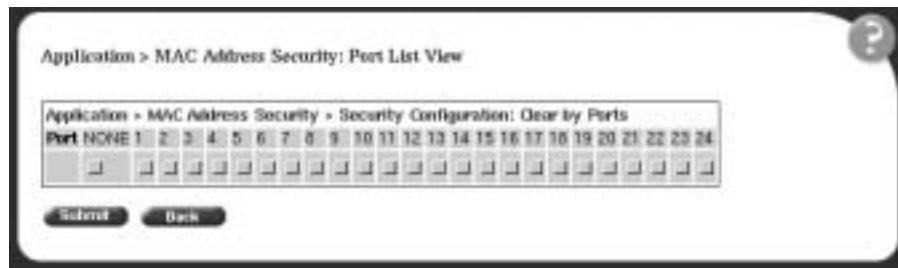 Application > MAC Address Security: Port List View
?
Application > MAC Address Security > Security Configuration: Clear by Ports
Port NONE 1 2 3 4 5 6 7 8 9 10 11 12 13 14 15 16 17 18 19 20 21 22 23 24
Submit Back